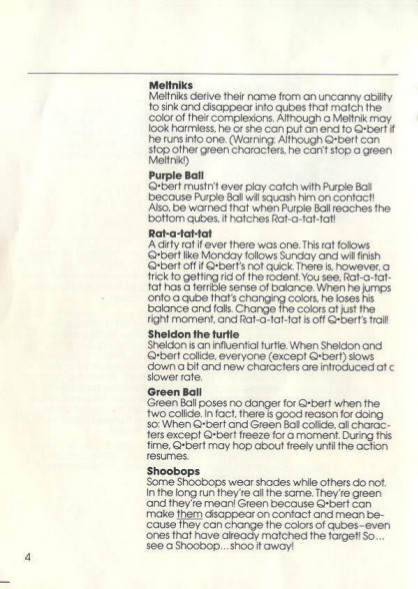 Meltniks
Meltniks derive their name from an uncanny ability
to sink and disappear into qubes that match the
color of their complexions. Although a Meltnik may
look harmless, he or she can put an end to Q•bert if
he runs into one. (Warning: Although Q•bert can
stop other green characters, he can't stop a green
Meltnik!)
Purple Ball
Q•bert mustn't ever play catch with Purple Ball
because Purple Ball will squash him on contact!
Also, be warned that when Purple Ball reaches the
bottom qubes, it hatches Rat-a-tat-tat!
Rat-a-tat-tat
A dirty rat if ever there was one. This rat follows
Q•bert like Monday follows Sunday and will finish
Q•bert off if Q•bert's not quick. There is, however, a
trick to getting rid of the rodent. You see, Rat-a-tat-
tat has a terrible sense of balance. When he jumps
onto a qube that's changing colors, he loses his
balance and falls. Change the colors at just the
right moment, and Rat-a-tat-tat is off Q•bert's trail!
Sheldon the turtle
Sheldon is an influential turtle. When Sheldon and
Q•bert collide, everyone (except Q•bert) slows
down a bit and new characters are introduced at c
slower rate.
Green Ball
Green Ball poses no danger for Q•bert when the
two collide. In fact, there is good reason for doing
so: When Q•bert and Green Ball collide, all charac-
ters except Q•bert freeze for a moment. During this
time, Q•bert may hop about freely until the action
resumes.
Shoobops
Some Shoobops wear shades while others do not.
In the long run they're all the same. They're green
and they're mean! Green because Q•bert can
make them disappear on contact and mean be-
cause they can change the colors of qubes–even
ones that have already matched the target! So...
see a Shoobop...shoo it away!
4